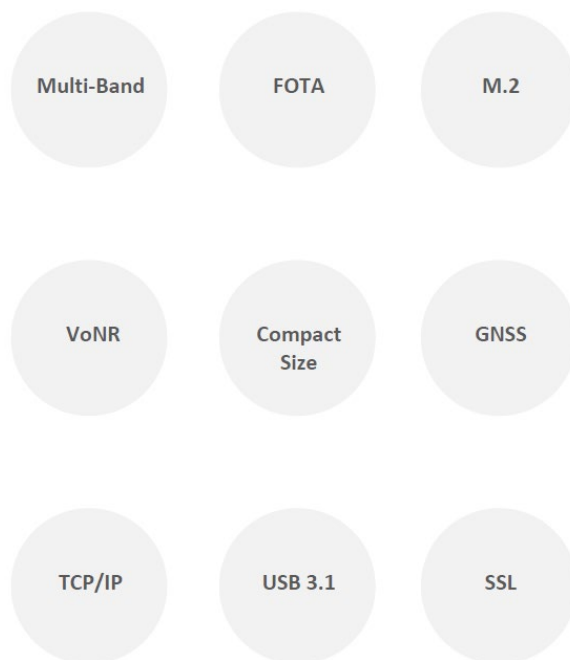 Multi-Band
FOTA
M.2
VoNR
Compact
Size
GNSS
TCP/IP
USB 3.1
SSL